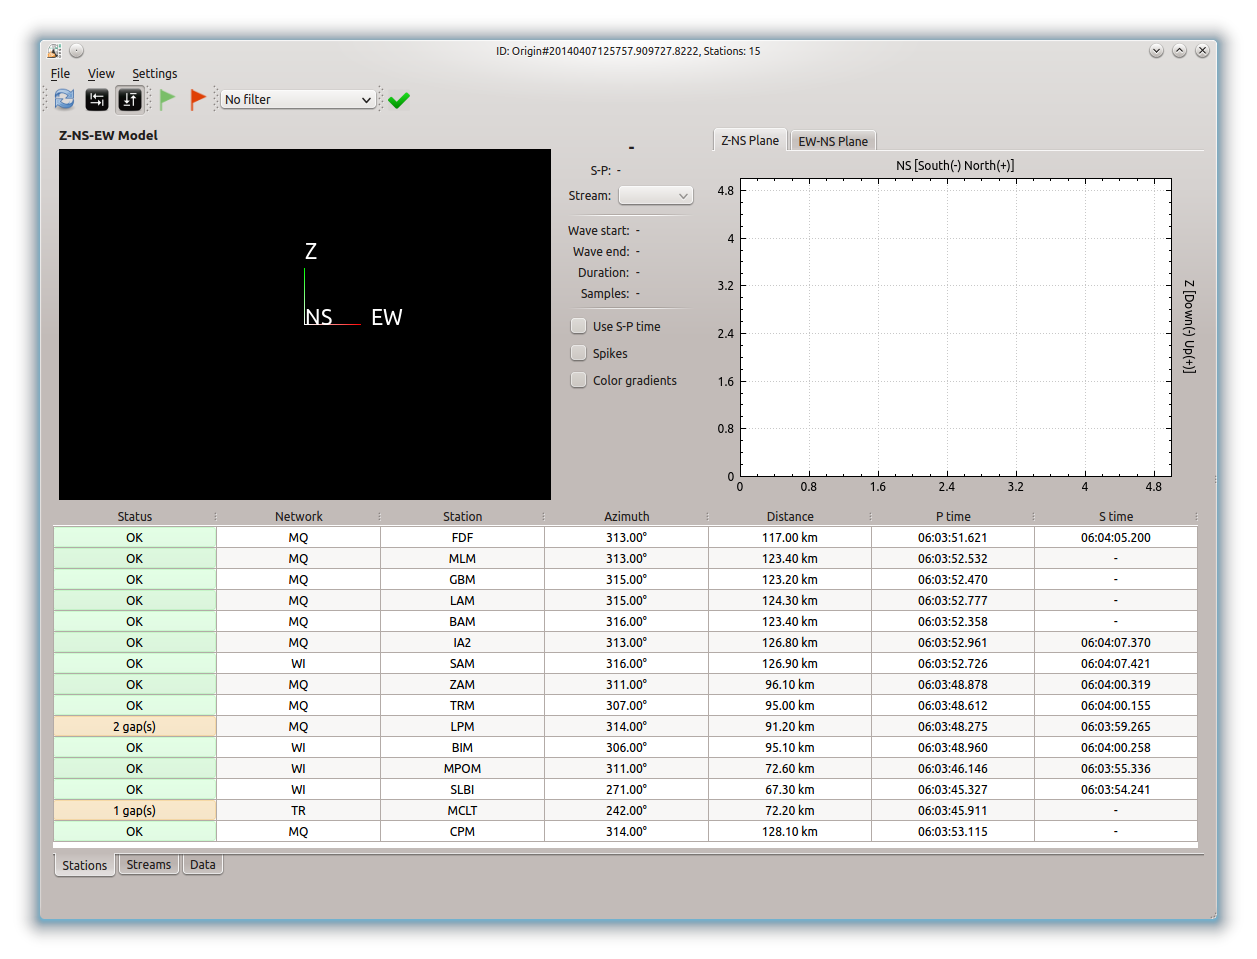 ID: Origin#20140407125757.909727.8222, Stations: 15
File View Settings
No filter
Z-NS-EW Model
Z
NS EW
-
S-P: -
Stream:
Wave start: -
Wave end: -
Duration: -
Samples: -
Use S-P time
Spikes
Color gradients
Z-NS Plane EW-NS Plane
NS [South(-) North(+)]
4.8
4
3.2
2.4
1.6
0.8
0
0 0.8 1.6 2.4 3.2 4 4.8
Z [Down(-) Up(+)]
Status Network Station Azimuth Distance P time S time
OK MQ FDF 313.00° 117.00 km 06:03:51.621 06:04:05.200
OK MQ MLM 313.00° 123.40 km 06:03:52.532 -
OK MQ GBM 315.00° 123.20 km 06:03:52.470 -
OK MQ LAM 315.00° 124.30 km 06:03:52.777 -
OK MQ BAM 316.00° 123.40 km 06:03:52.358 -
OK MQ IA2 313.00° 126.80 km 06:03:52.961 06:04:07.370
OK WI SAM 316.00° 126.90 km 06:03:52.726 06:04:07.421
OK MQ ZAM 311.00° 96.10 km 06:03:48.878 06:04:00.319
OK MQ TRM 307.00° 95.00 km 06:03:48.612 06:04:00.155
2 gap(s) MQ LPM 314.00° 91.20 km 06:03:48.275 06:03:59.265
OK WI BIM 306.00° 95.10 km 06:03:48.960 06:04:00.258
OK WI MPOM 311.00° 72.60 km 06:03:46.146 06:03:55.336
OK WI SLBI 271.00° 67.30 km 06:03:45.327 06:03:54.241
1 gap(s) TR MCLT 242.00° 72.20 km 06:03:45.911 -
OK MQ CPM 314.00° 128.10 km 06:03:53.115 -
Stations Streams Data